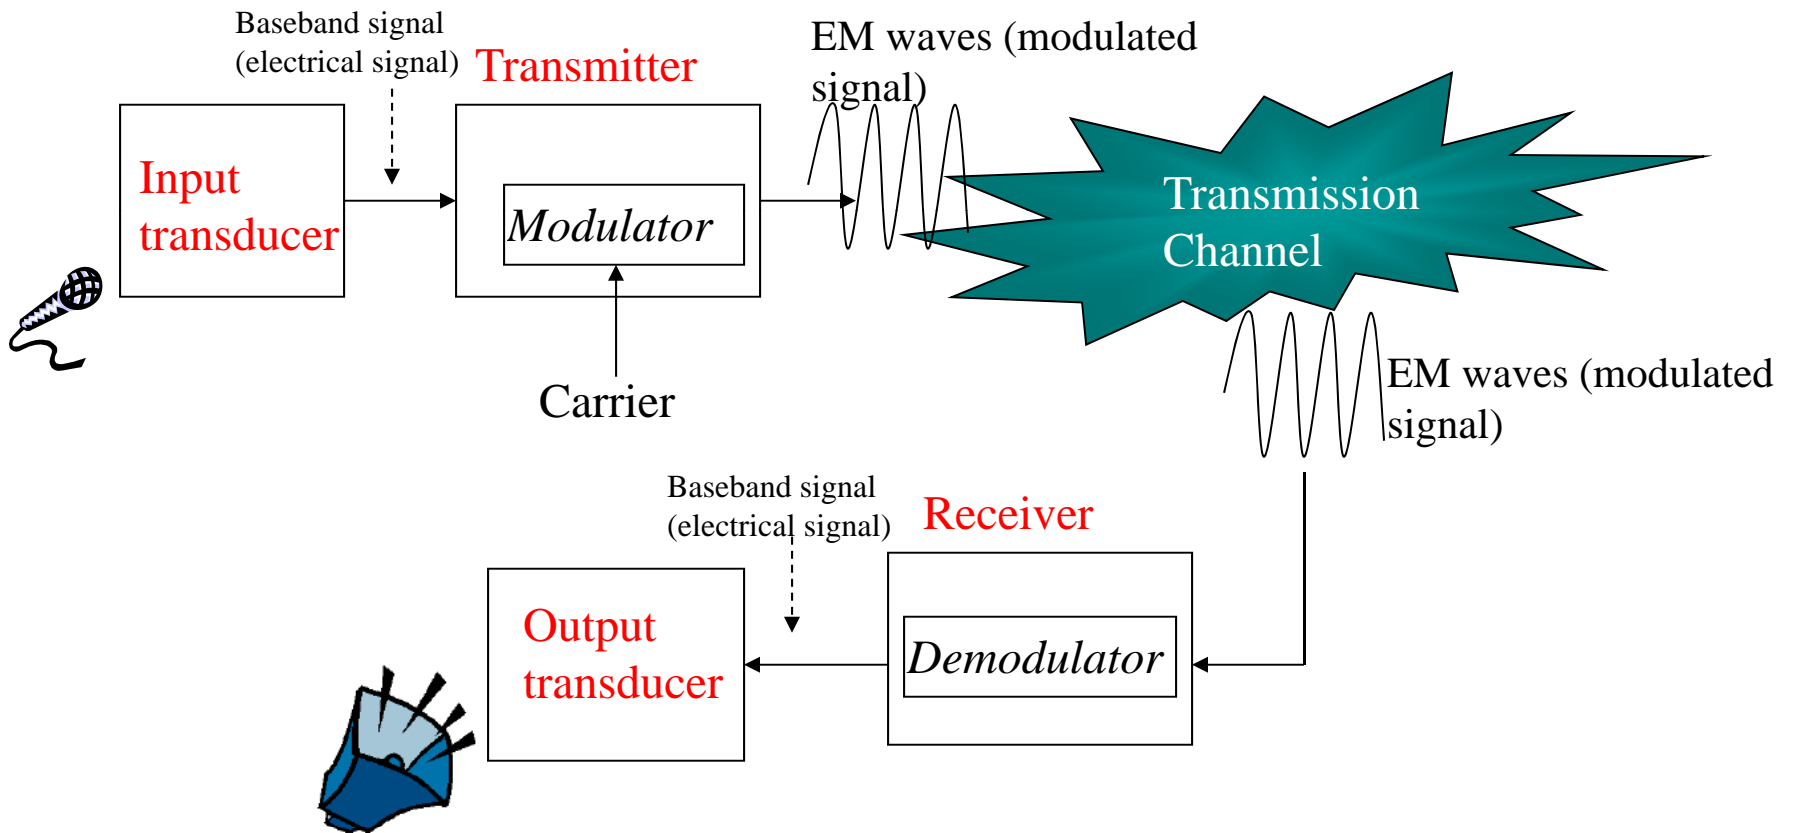 Baseband signal
(electrical signal)
Transmitter
EM waves (modulated
signal)
Input
transducer
Modulator
Transmission
Channel
Carrier
EM waves (modulated
signal)
Baseband signal
(electrical signal)
Receiver
Output
transducer
Demodulator